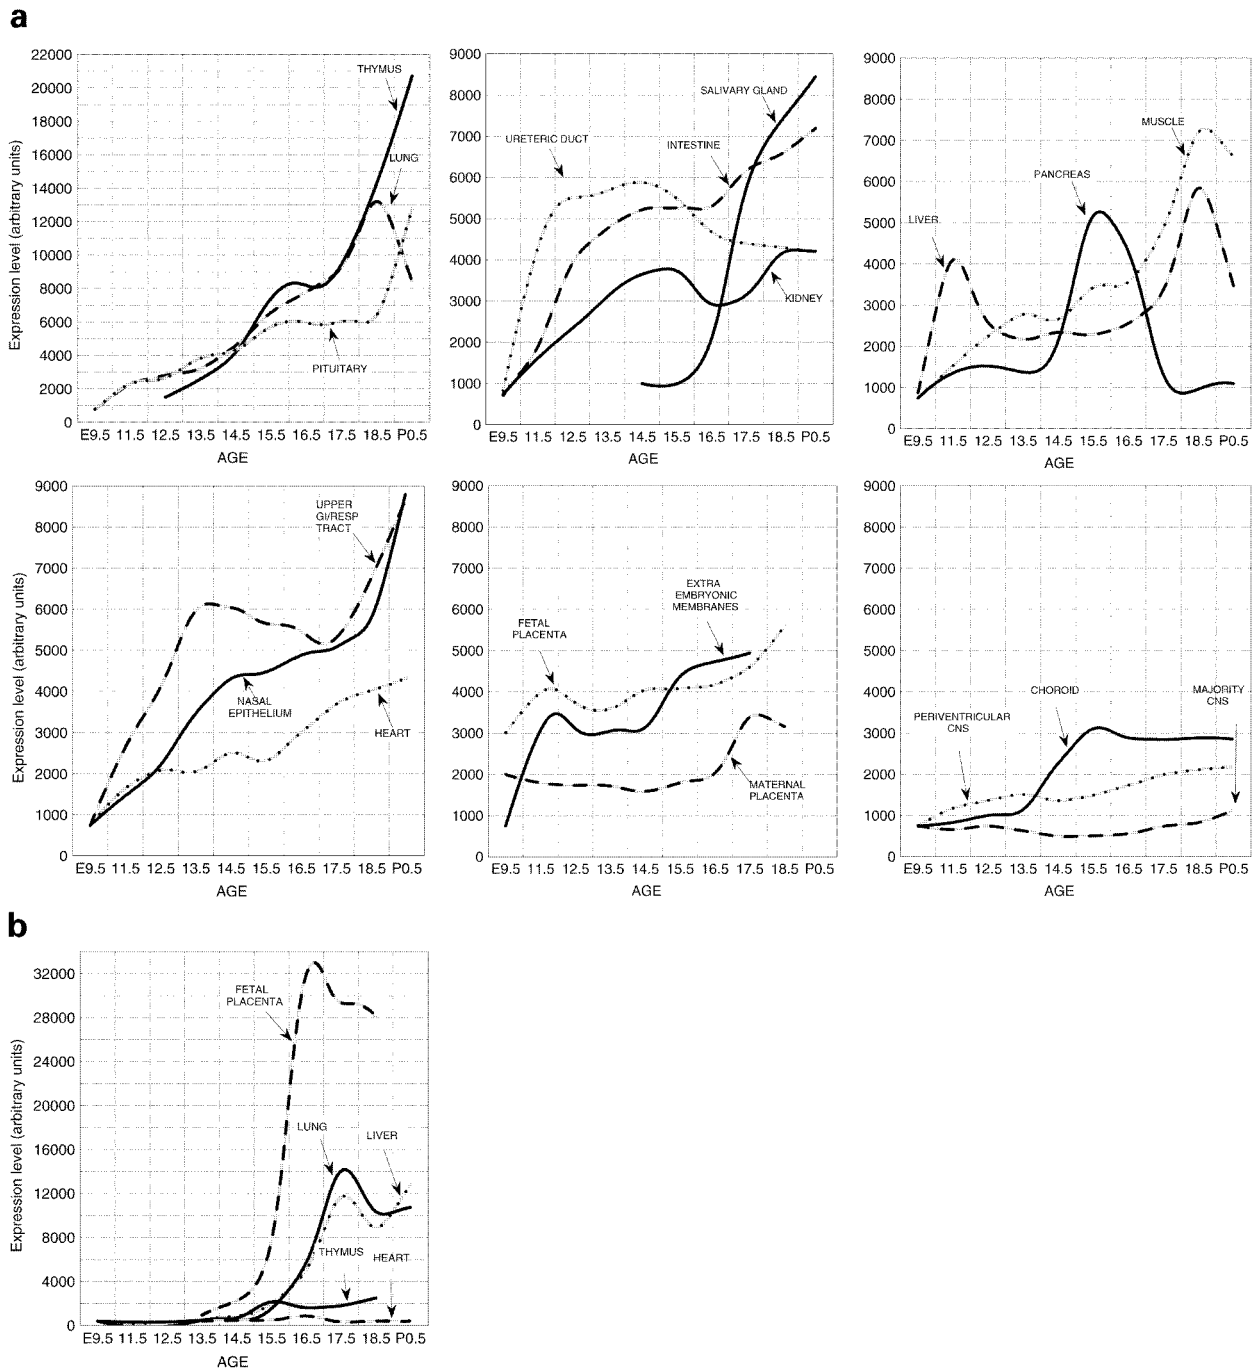 a
22000
20000
18000
16000
14000
12000
10000
8000
6000
4000
2000
0
Expression level (arbitrary units)
THYMUS
LUNG
PITUITARY
E9.5 11.5 12.5 13.5 14.5 15.5 16.5 17.5 18.5 P0.5
AGE
9000
8000
7000
6000
5000
4000
3000
2000
1000
0
URETERIC DUCT
SALIVARY GLAND
INTESTINE
KIDNEY
E9.5 11.5 12.5 13.5 14.5 15.5 16.5 17.5 18.5 P0.5
AGE
9000
8000
7000
6000
5000
4000
3000
2000
1000
0
LIVER
PANCREAS
MUSCLE
E9.5 11.5 12.5 13.5 14.5 15.5 16.5 17.5 18.5 P0.5
AGE
9000
8000
7000
6000
5000
4000
3000
2000
1000
0
Expression level (arbitrary units)
UPPER
GI/RESP
TRACT
NASAL
EPITHELIUM
HEART
E9.5 11.5 12.5 13.5 14.5 15.5 16.5 17.5 18.5 P0.5
AGE
9000
8000
7000
6000
5000
4000
3000
2000
1000
0
FETAL
PLACENTA
EXTRA
EMBRYONIC
MEMBRANES
MATERNAL
PLACENTA
E9.5 11.5 12.5 13.5 14.5 15.5 16.5 17.5 18.5 P0.5
AGE
9000
8000
7000
6000
5000
4000
3000
2000
1000
0
PERIVENTRICULAR
CNS
CHOROID
MAJORITY
CNS
E9.5 11.5 12.5 13.5 14.5 15.5 16.5 17.5 18.5 P0.5
AGE
b
32000
28000
24000
20000
16000
12000
8000
4000
0
Expression level (arbitrary units)
FETAL
PLACENTA
LUNG
LIVER
THYMUS
HEART
E9.5 11.5 12.5 13.5 14.5 15.5 16.5 17.5 18.5 P0.5
AGE